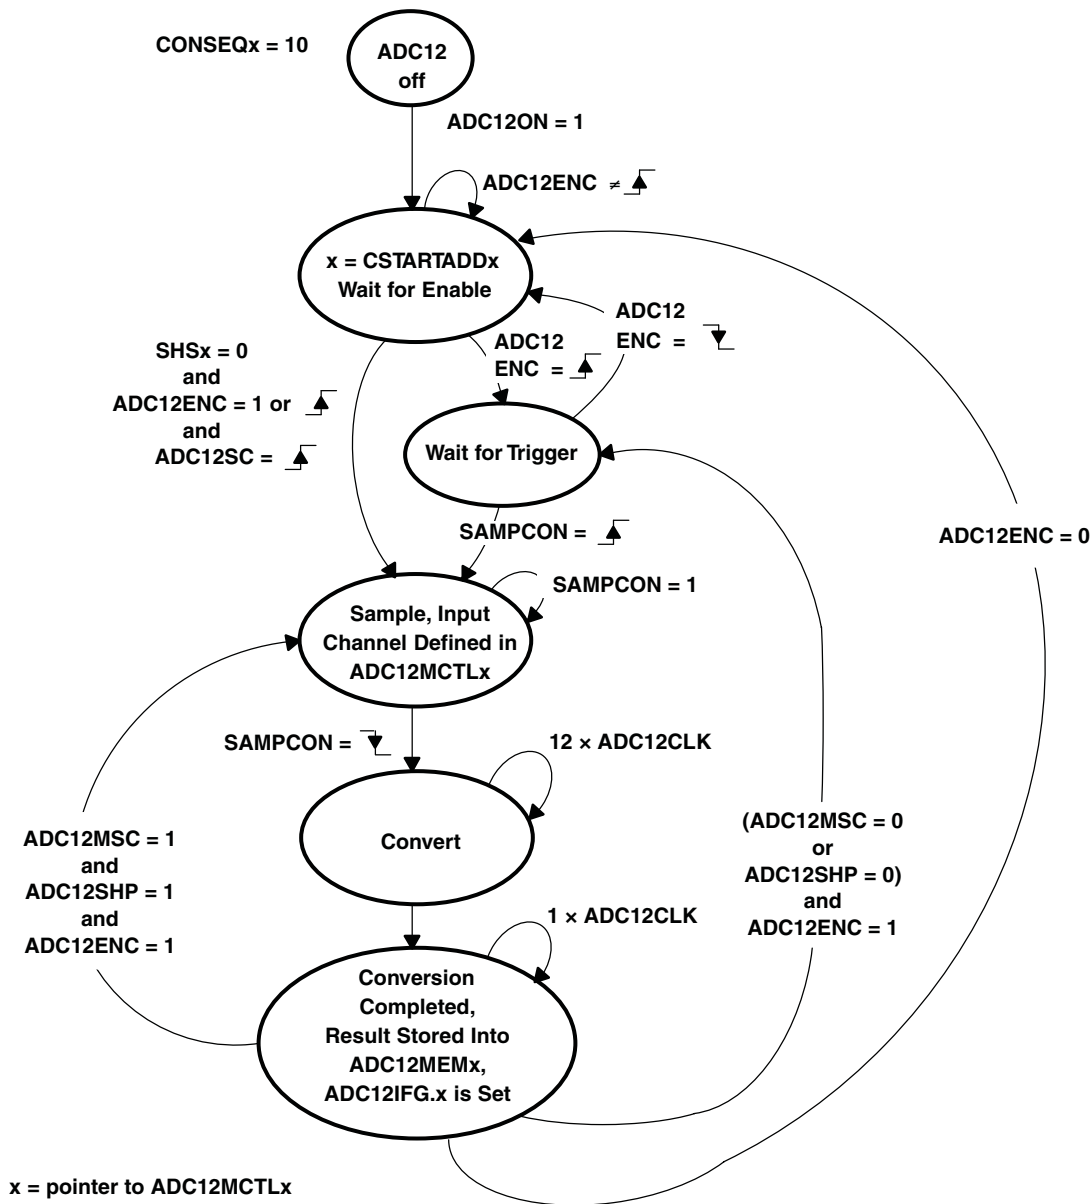 CONSEQx = 10
ADC12
off
ADC12ON = 1
ADC12ENC ≠
x = CSTARTADDx
Wait for Enable
ADC12
ENC =
ADC12
ENC =
SHSx = 0
and
ADC12ENC = 1 or
and
ADC12SC =
Wait for Trigger
SAMPCON =
ADC12ENC = 0
SAMPCON = 1
Sample, Input
Channel Defined in
ADC12MCTLx
SAMPCON =
12 × ADC12CLK
Convert
ADC12MSC = 1
and
ADC12SHP = 1
and
ADC12ENC = 1
(ADC12MSC = 0
or
ADC12SHP = 0)
and
ADC12ENC = 1
1 × ADC12CLK
Conversion
Completed,
Result Stored Into
ADC12MEMx,
ADC12IFG.x is Set
x = pointer to ADC12MCTLx